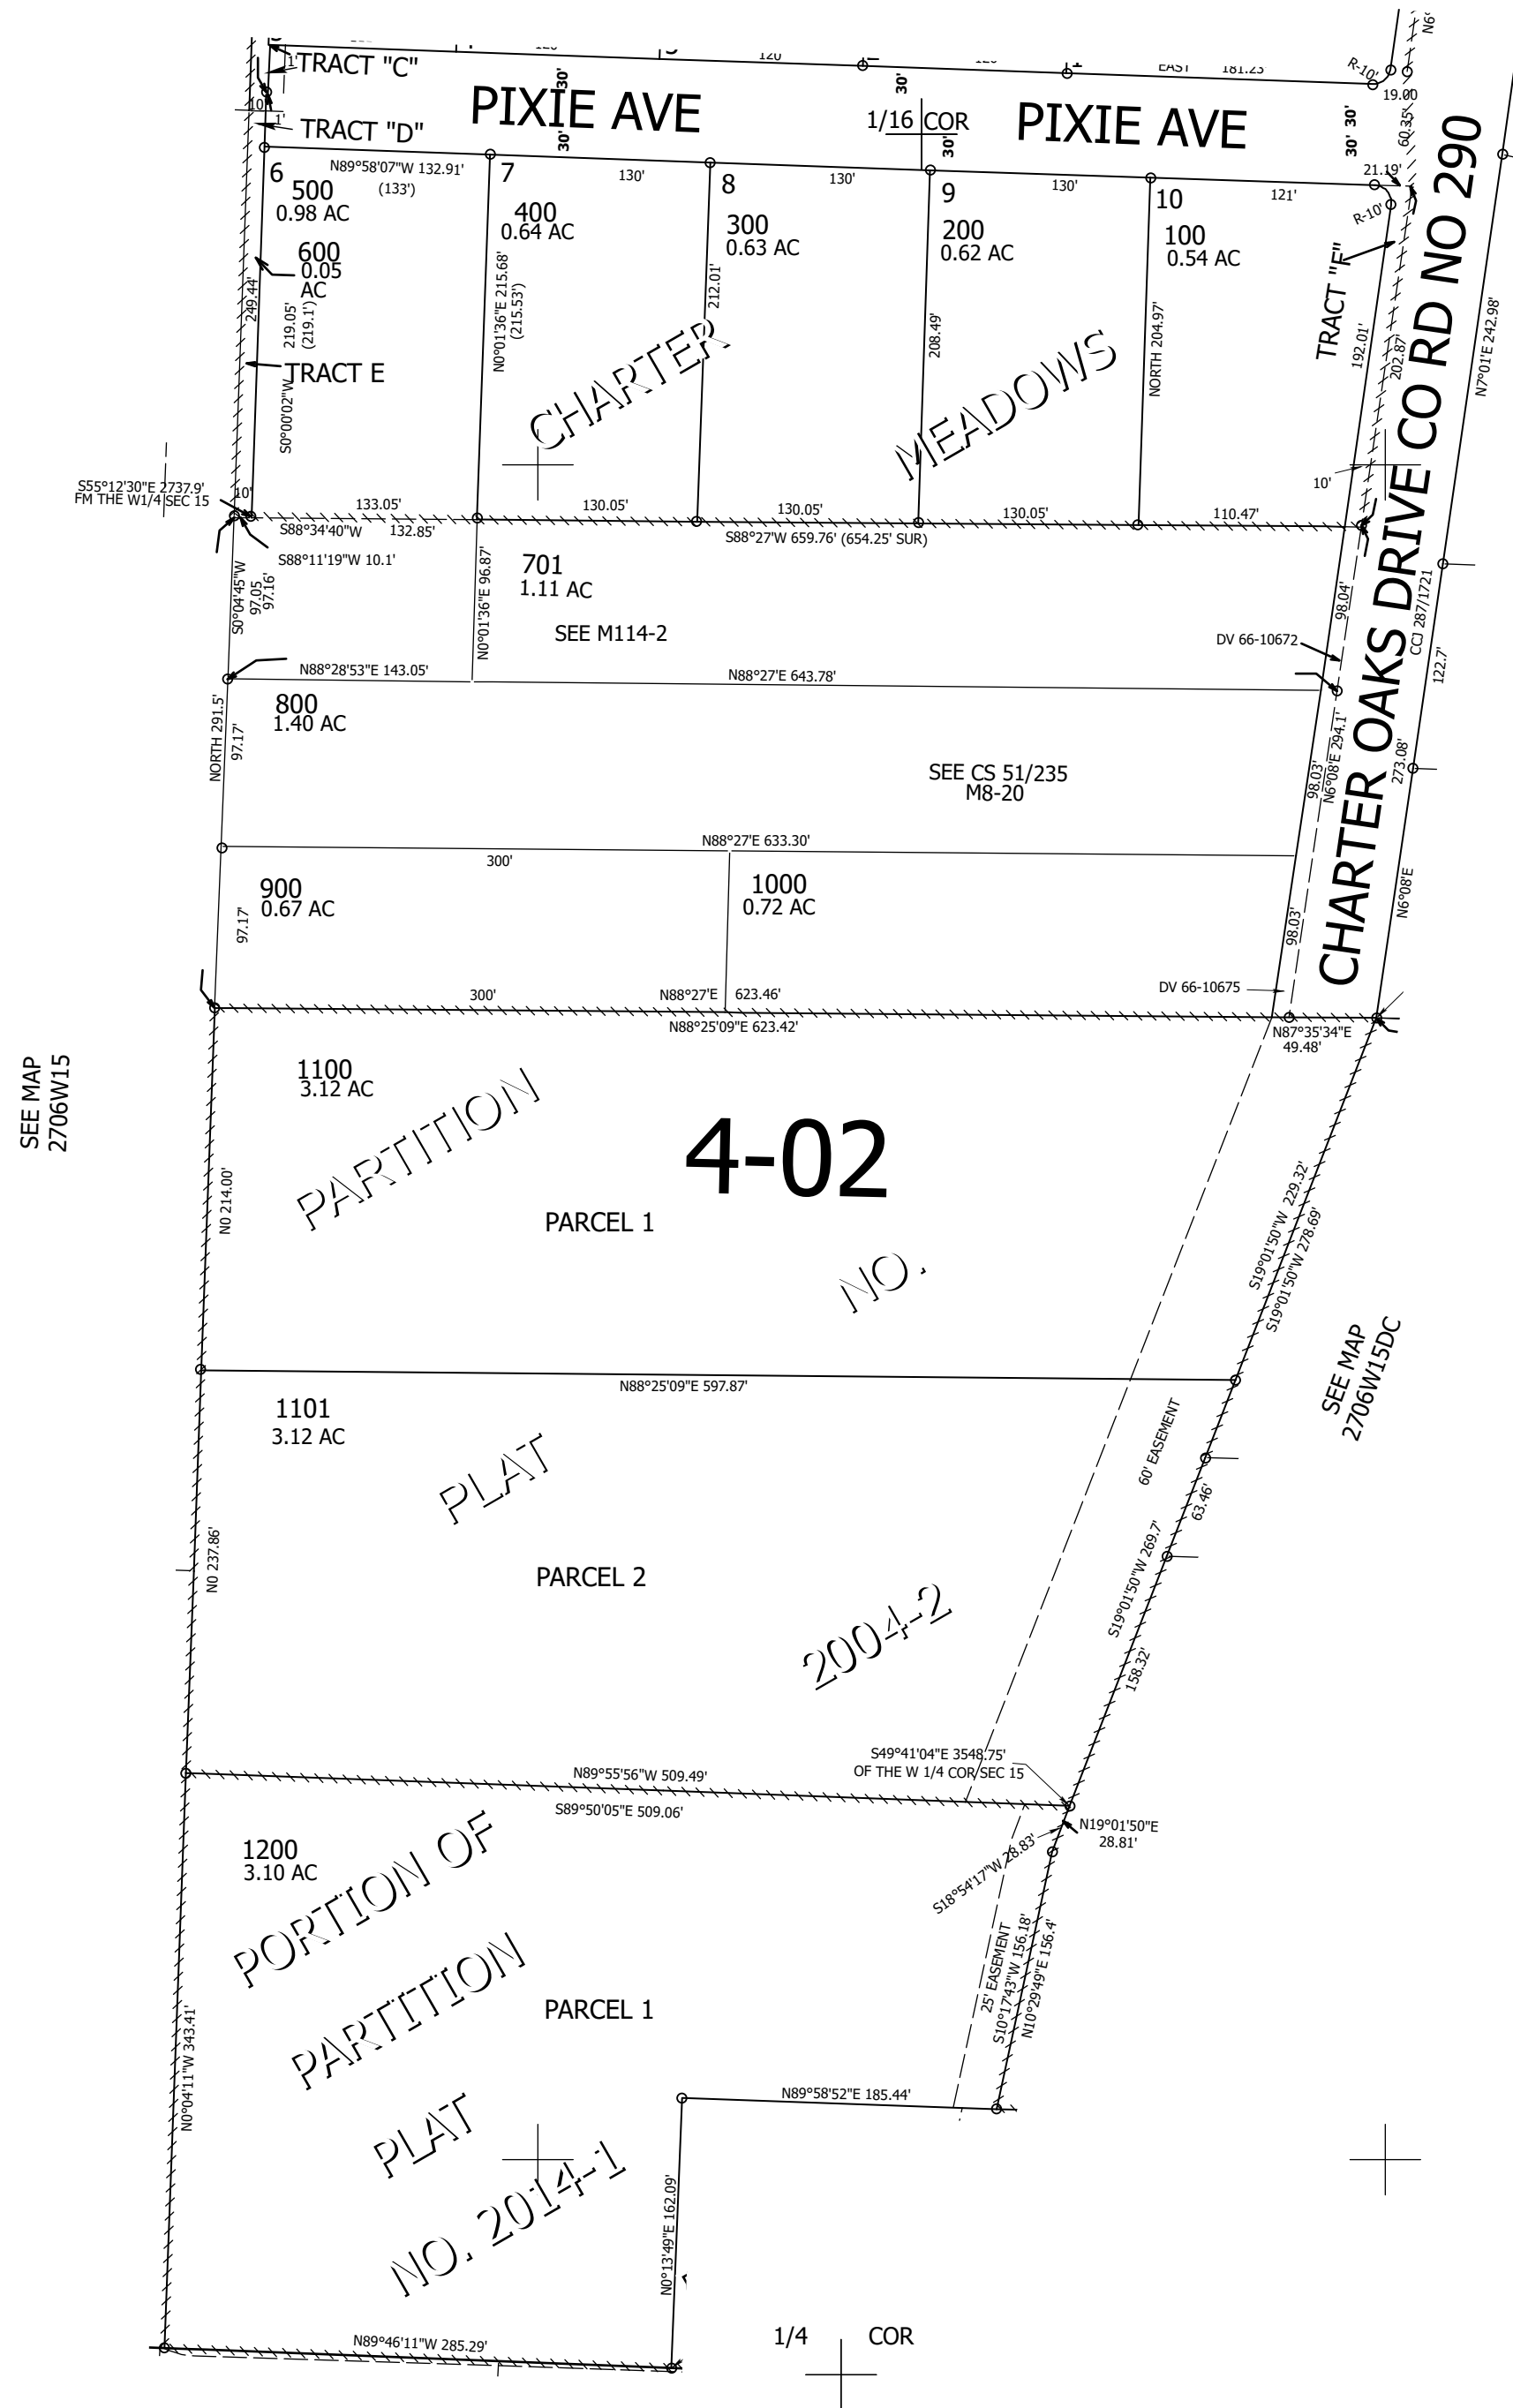 TRACT "C"
1'
10'
1'
TRACT "D"
30'
30'
PIXIE AVE
30'
30'
1/16 COR
PIXIE AVE
EAST 181.23
R-10'
19.00
30' 30'
60.35'
N6°
6
N89°58'07"W 132.91'
(133')
500
0.98 AC
600
0.05
AC
249.44'
219.05'
(219.1')
S0°00'02"W
TRACT E
7
130'
400
0.64 AC
N0°01'36"E 215.68'
(215.53')
8
130'
300
0.63 AC
212.01'
9
130'
200
0.62 AC
208.49'
10
121'
100
0.54 AC
NORTH 204.97'
21.19'
R-10'
TRACT "F"
192.01'
202.87'
10'
CHARTER
MEADOWS
CHARTER OAKS DRIVE CO RD NO 290
N7°01'E 242.98'
S55°12'30"E 2737.9'
FM THE W1/4 SEC 15
10'
133.05'
130.05'
130.05'
130.05'
110.47'
S88°34'40"W 132.85'
S88°27'W 659.76' (654.25' SUR)
S88°11'19"W 10.1'
S0°04'45"W
97.05
97.16'
N0°01'36"E 96.87'
701
1.11 AC
SEE M114-2
98.04'
DV 66-10672
CCJ 287/1721
122.7'
N88°28'53"E 143.05'
N88°27'E 643.78'
800
1.40 AC
NORTH 291.5'
97.17'
SEE CS 51/235
M8-20
98.03'
N6°08'E 294.1'
273.08'
N88°27'E 633.30'
300'
900
0.67 AC
97.17'
1000
0.72 AC
98.03'
N6°08'E
300'
N88°27'E 623.46'
DV 66-10675
N88°25'09"E 623.42'
N87°35'34"E
49.48'
SEE MAP
2706W15
1100
3.12 AC
PARTITION
4-02
N0 214.00'
PARCEL 1
NO.
S19°01'50"W 229.32'
S19°01'50"W 278.69'
SEE MAP
2706W15DC
N88°25'09"E 597.87'
1101
3.12 AC
60' EASEMENT
PLAT
63.46'
N0 237.86'
PARCEL 2
S19°01'50"W 269.7'
2004-2
158.32'
S49°41'04"E 3548.75'
OF THE W 1/4 COR SEC 15
N89°55'56"W 509.49'
S89°50'05"E 509.06'
N19°01'50"E
28.81'
S18°54'17"W 28.83'
1200
3.10 AC
PORTION OF
PARTITION
PARCEL 1
25' EASEMENT
S10°17'43"W 156.18'
N10°29'49"E 156.4'
N0°04'11"W 343.41'
N89°58'52"E 185.44'
PLAT
NO. 2014-1
N0°13'49"E 162.09'
N89°46'11"W 285.29'
1/4 COR